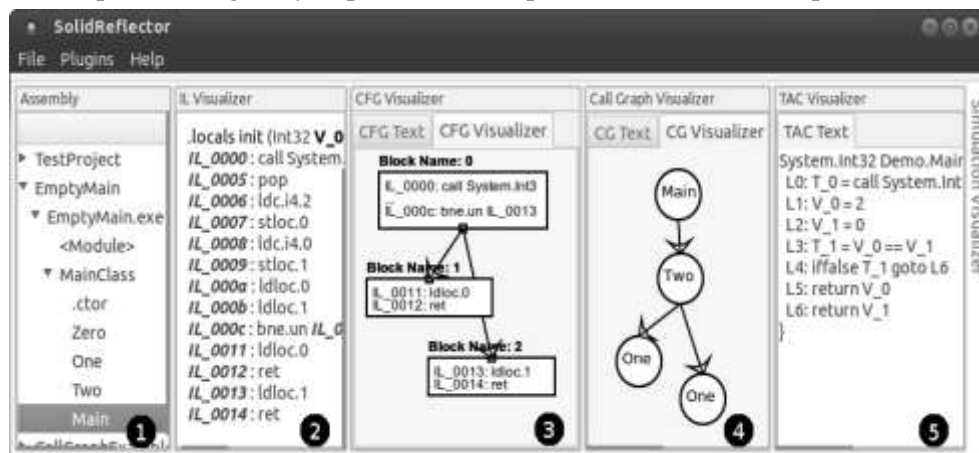 SolidReflector
File Plugins Help
Assembly
TestProject
EmptyMain
EmptyMain.exe
<Module>
MainClass
.ctor
Zero
One
Two
Main
1
IL Visualizer
.locals init (Int32 V_0
IL_0000 : call System.
IL_0005 : pop
IL_0006 : ldc.i4.2
IL_0007 : stloc.0
IL_0008 : ldc.i4.0
IL_0009 : stloc.1
IL_000a : ldloc.0
IL_000b : ldloc.1
IL_000c : bne.un IL_0
IL_0011 : ldloc.0
IL_0012 : ret
IL_0013 : ldloc.1
IL_0014 : ret
2
CFG Visualizer
CFG Text CFG Visualizer
Block Name: 0
IL_0000: call System.Int3
IL_000c: bne.un IL_0013
Block Name: 1
IL_0011: ldloc.0
IL_0012: ret
Block Name: 2
IL_0013: ldloc.1
IL_0014: ret
3
Call Graph Visualizer
CG Text CG Visualizer
Main
Two
One
One
4
TAC Visualizer
TAC Text
System.Int32 Demo.Main
L0: T_0 = call System.Int
L1: V_0 = 2
L2: V_1 = 0
L3: T_1 = V_0 == V_1
L4: iffalse T_1 goto L6
L5: return V_0
L6: return V_1
}
5